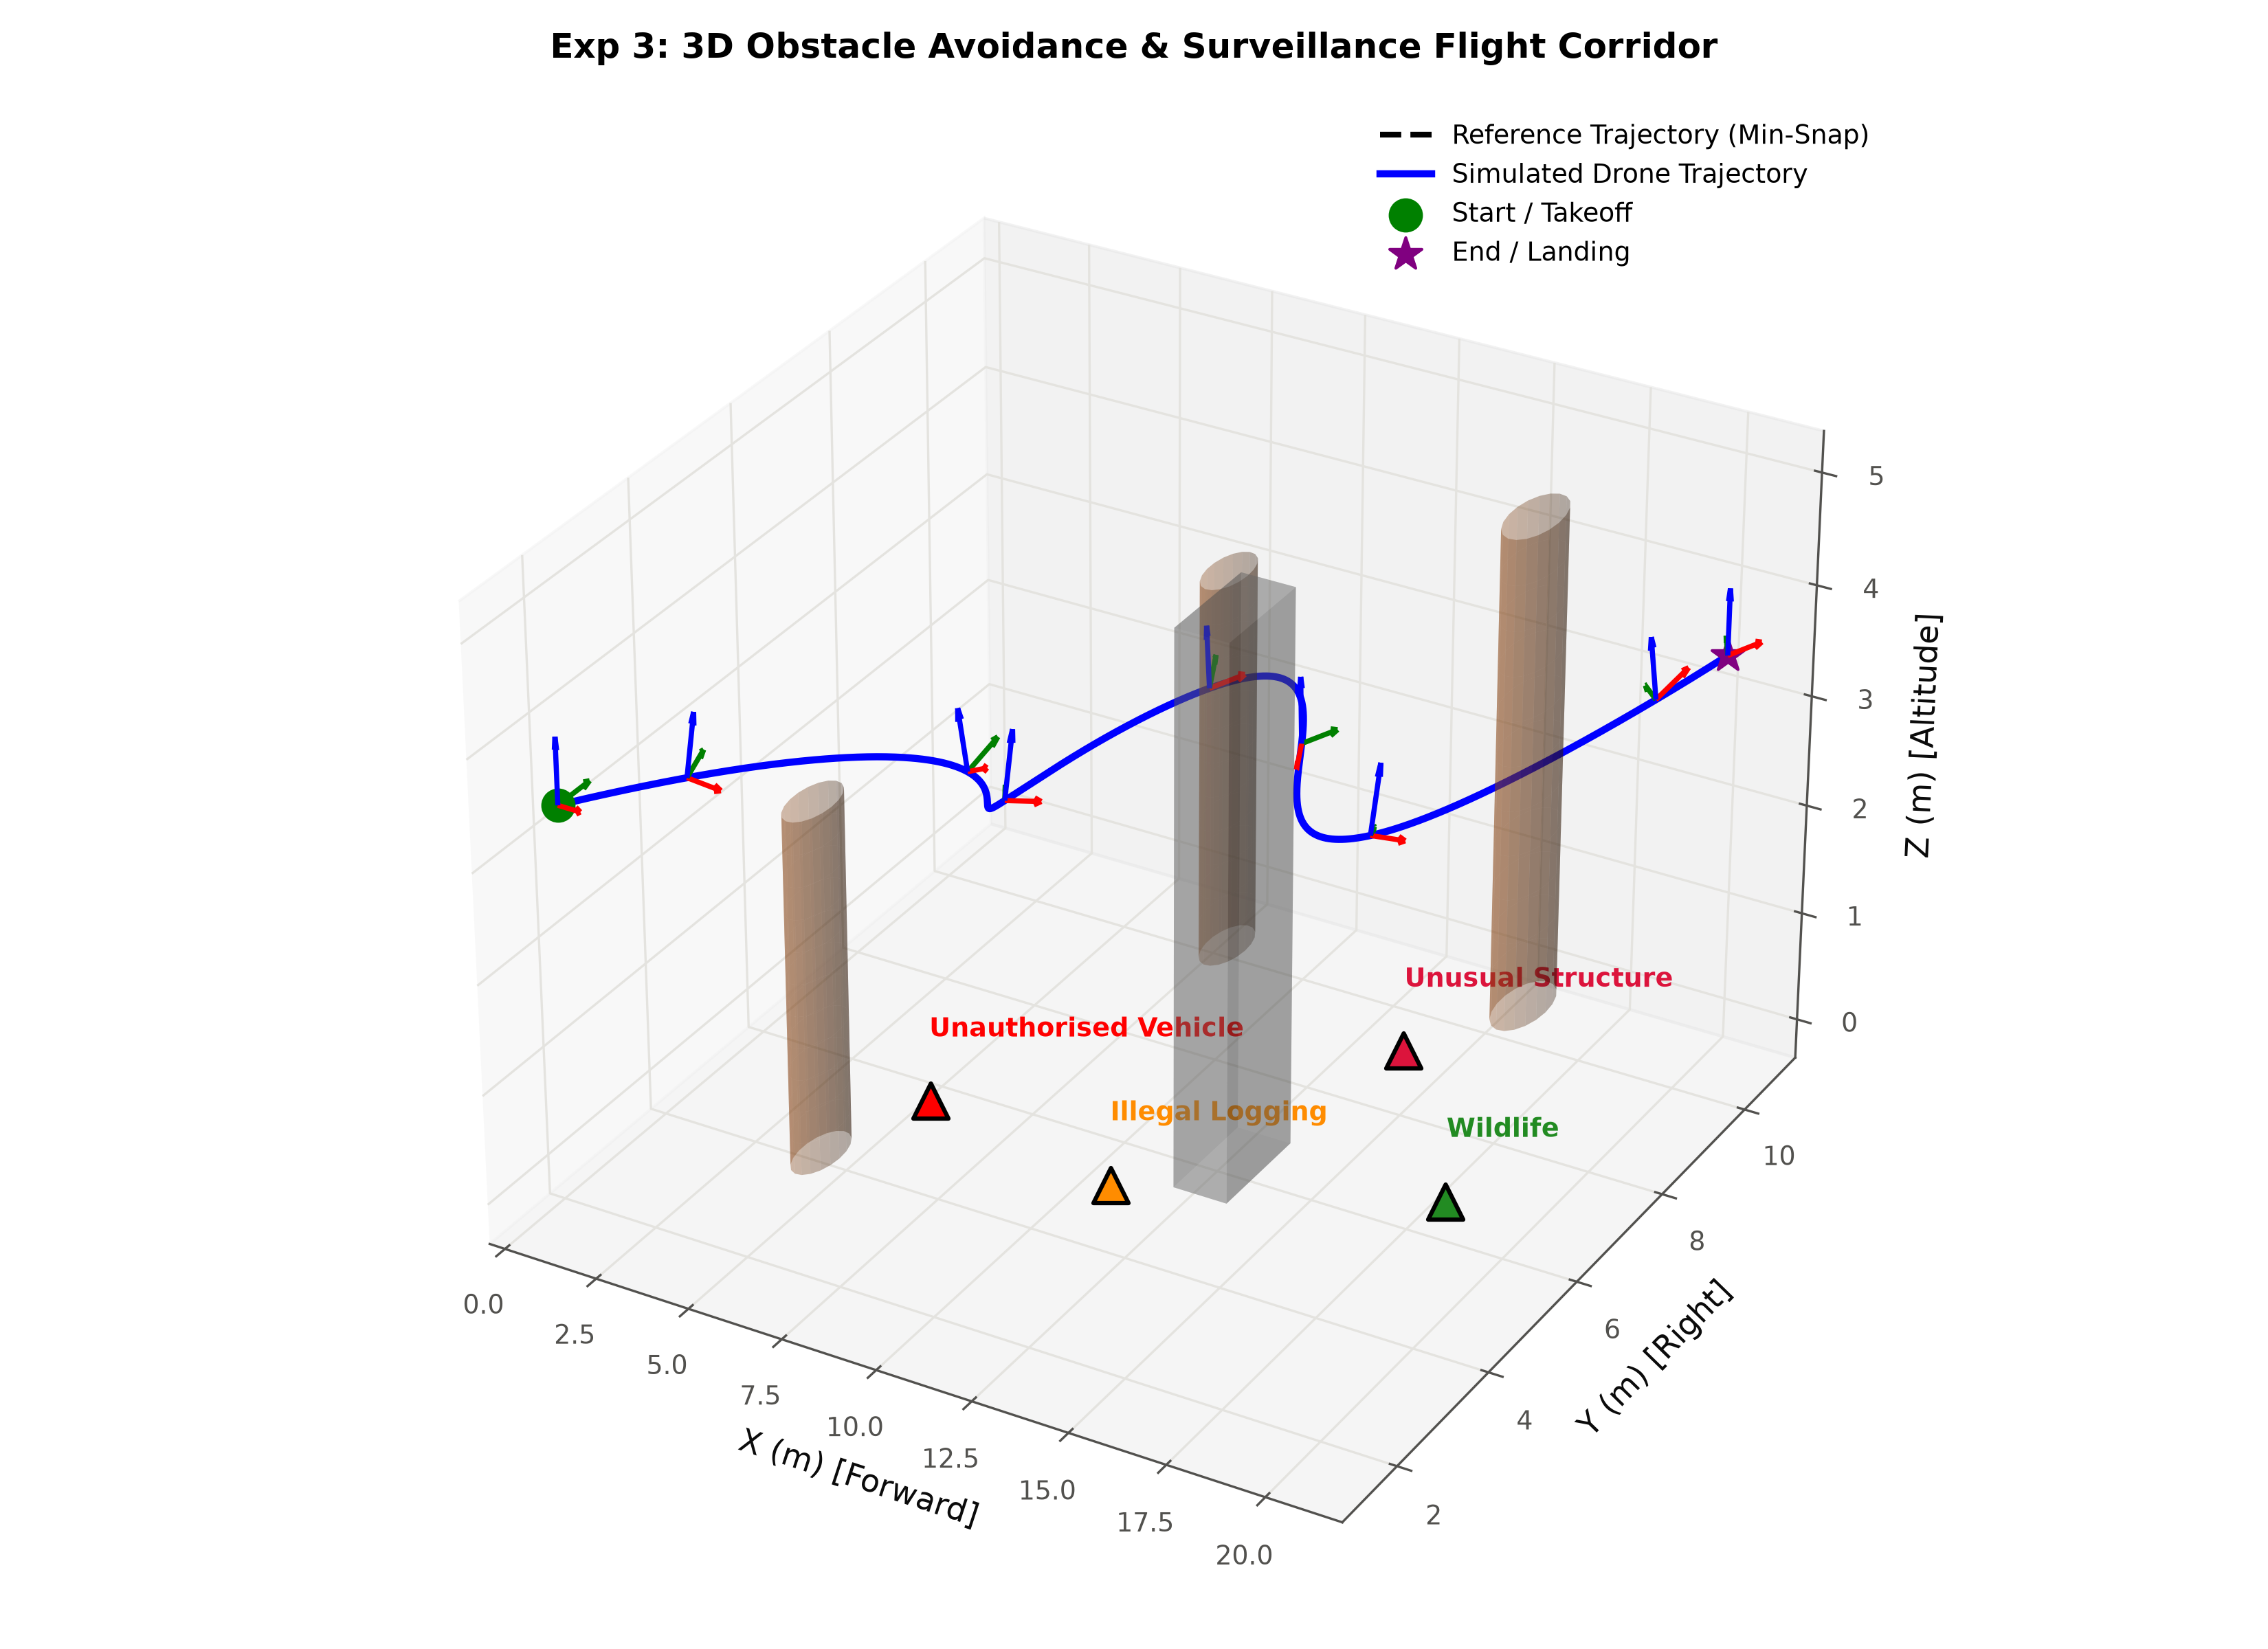 Exp 3: 3D Obstacle Avoidance & Surveillance Flight Corridor
Reference Trajectory (Min-Snap)
Simulated Drone Trajectory
Start / Takeoff
End / Landing
5
4
3
2
1
0
Z (m) [Altitude]
Unusual Structure
Unauthorised Vehicle
Illegal Logging
Wildlife
10
8
6
4
2
Y (m) [Right]
0.0
2.5
5.0
7.5
10.0
12.5
15.0
17.5
20.0
X (m) [Forward]